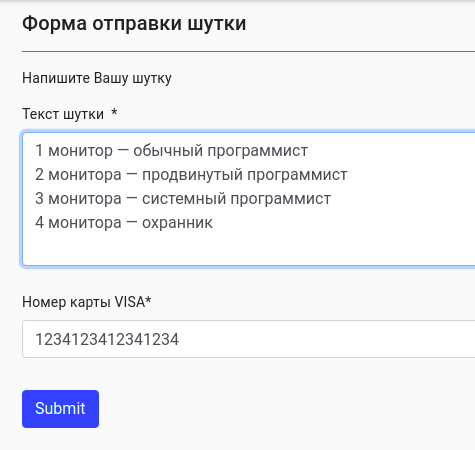 Форма отправки шутки
Напишите Вашу шутку
Текст шутки *
1 монитор — обычный программист
2 монитора — продвинутый программист
3 монитора — системный программист
4 монитора — охранник
Номер карты VISA*
1234123412341234
Submit